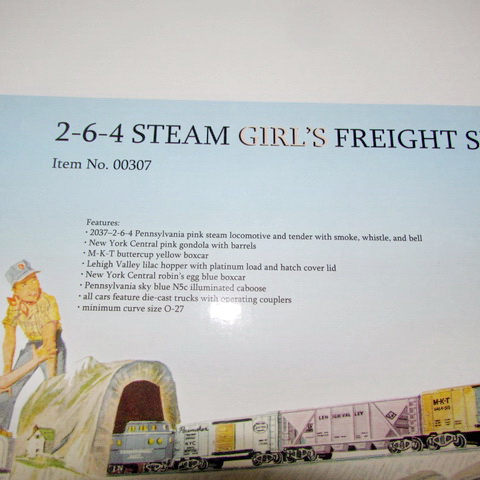 2-6-4 STEAM GIRL'S FREIGHT S
Item No. 00307
Features:
• 2037–2-6-4 Pennsylvania pink steam locomotive and tender with smoke, whistle, and bell
• New York Central pink gondola with barrels
• M-K-T buttercup yellow boxcar
• Lehigh Valley lilac hopper with platinum load and hatch cover lid
• New York Central robin's egg blue boxcar
• Pennsylvania sky blue N5c illuminated caboose
• all cars feature die-cast trucks with operating couplers
• minimum curve size O-27
Pacemaker
NYC
LEHIGH VALLEY
M-K-T